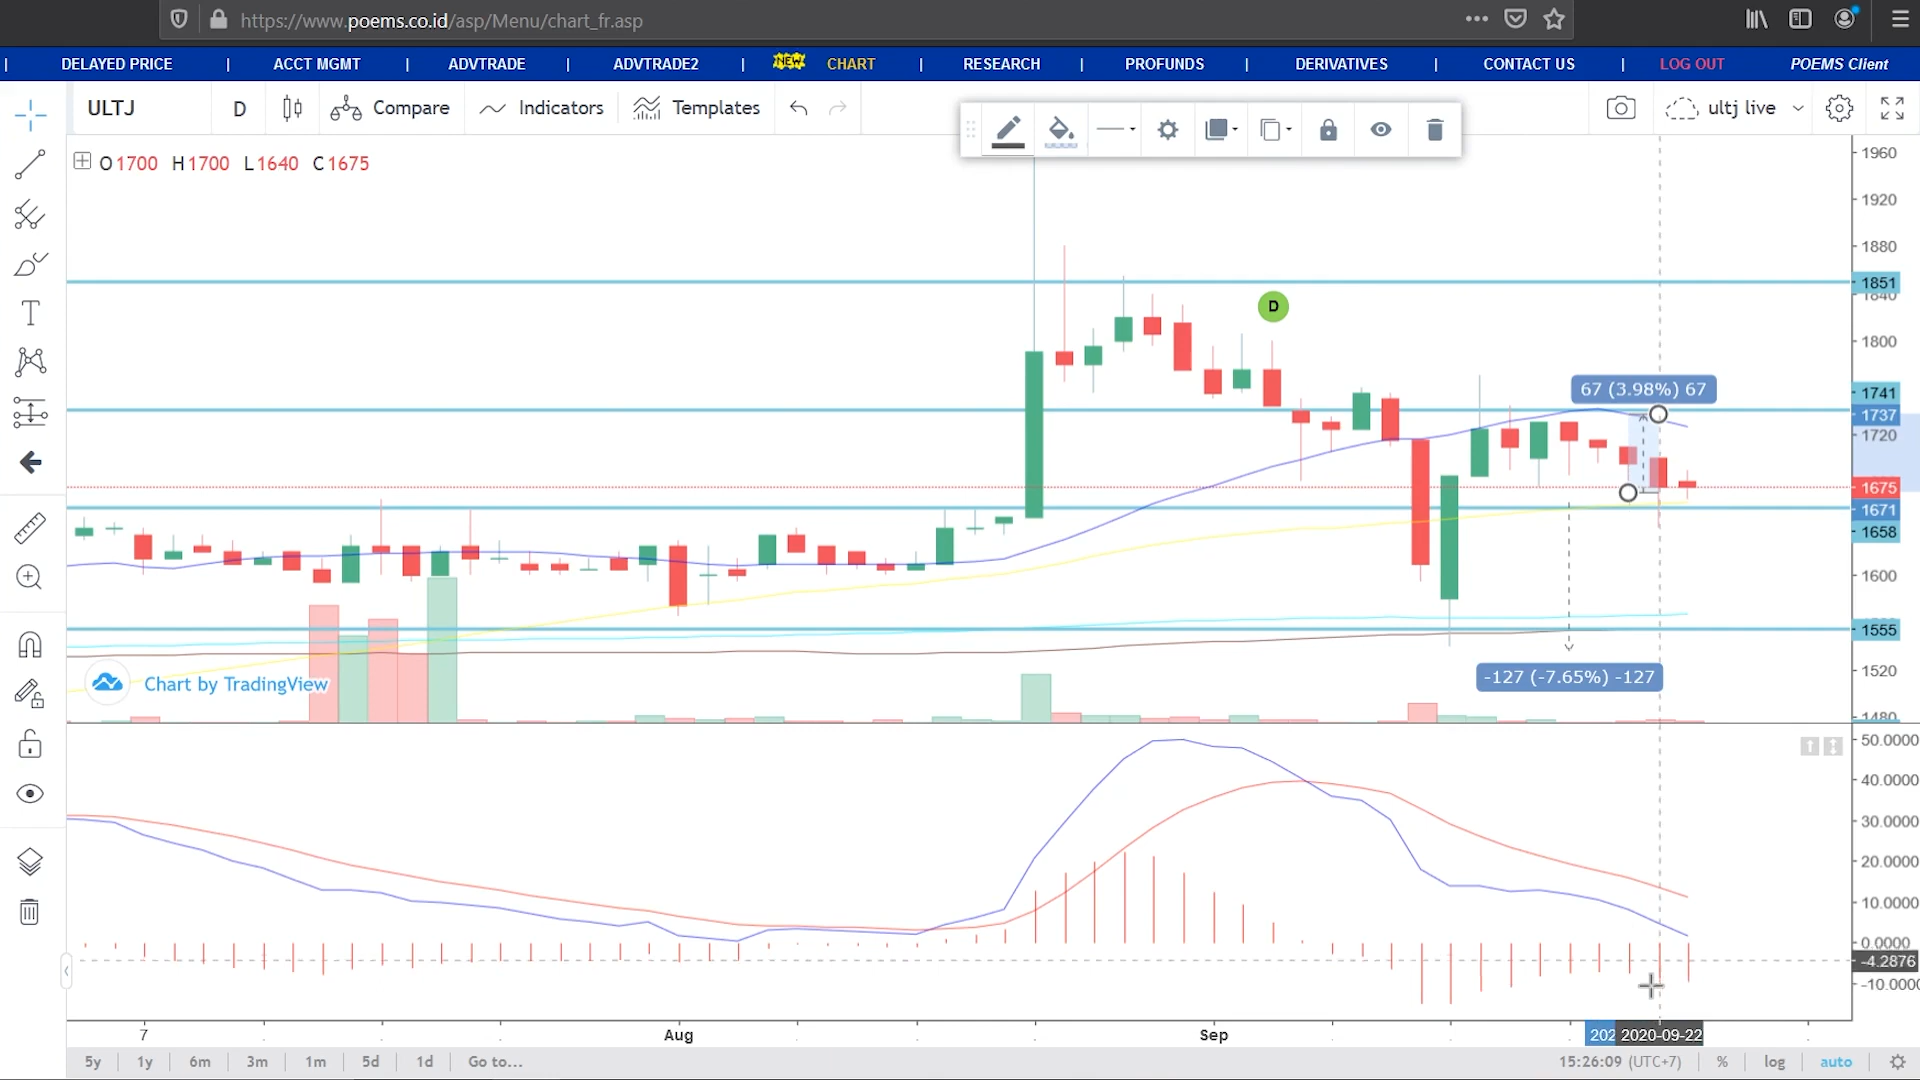 https://www.poems.co.id/asp/Menu/chart_fr.asp
| DELAYED PRICE | ACCT MGMT | ADVTRADE | ADVTRADE2 | NEW CHART | RESEARCH | PROFUNDS | DERIVATIVES | CONTACT US | LOG OUT POEMS Client
ULTJ D Compare Indicators Templates ultj live
O1700 H1700 L1640 C1675
1960
1920
1880
1851
1840
D
1800
67 (3.98%) 67
1741
1737
1720
1675
1671
1658
1600
1555
-127 (-7.65%) -127
Chart by TradingView
1520
1480
50.0000
40.0000
30.0000
20.0000
10.0000
0.0000
-4.2876
-10.0000
7 Aug Sep 202 2020-09-22
5y 1y 6m 3m 1m 5d 1d Go to... 15:26:09 (UTC+7) % log auto